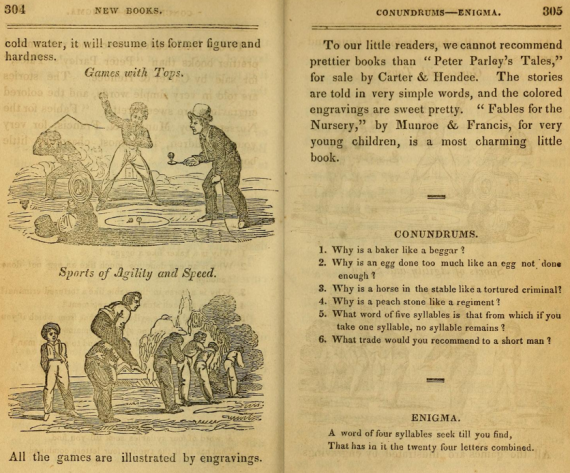 304 NEW BOOKS.
cold water, it will resume its former figure and
hardness.
Games with Tops.
Sports of Agility and Speed.
All the games are illustrated by engravings.
CONUNDRUMS—ENIGMA. 305
To our little readers, we cannot recommend
prettier books than "Peter Parley's Tales,"
for sale by Carter & Hendee. The stories
are told in very simple words, and the colored
engravings are sweet pretty. "Fables for the
Nursery," by Munroe & Francis, for very
young children, is a most charming little
book.
CONUNDRUMS.
1. Why is a baker like a beggar?
2. Why is an egg done too much like an egg not done
enough?
3. Why is a horse in the stable like a tortured criminal?
4. Why is a peach stone like a regiment?
5. What word of five syllables is that from which if you
take one syllable, no syllable remains?
6. What trade would you recommend to a short man?
ENIGMA.
A word of four syllables seek till you find,
That has in it the twenty four letters combined.